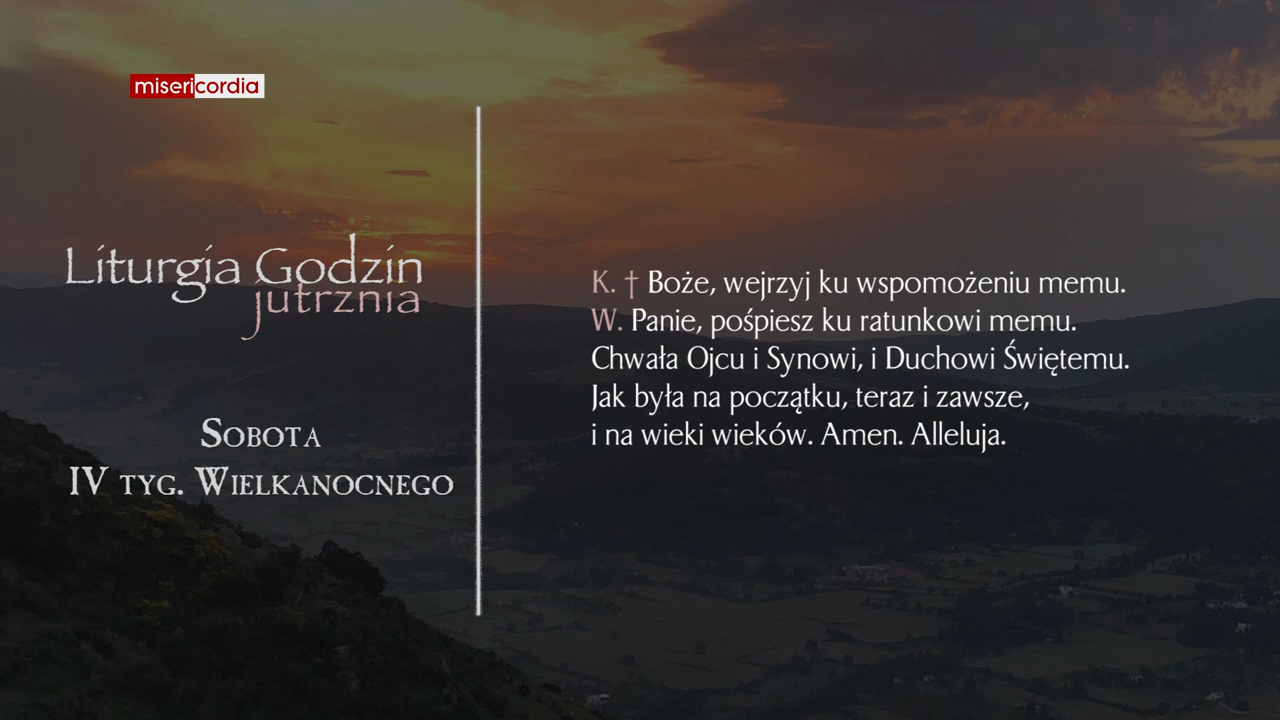 misericordia
Liturgia Godzin
jutrznia
Sobota
IV tyg. Wielkanocnego
K. † Boże, wejrzyj ku wspomożeniu memu.
W. Panie, pośpiesz ku ratunkowi memu.
Chwała Ojcu i Synowi, i Duchowi Świętemu.
Jak była na początku, teraz i zawsze,
i na wieki wieków. Amen. Alleluja.